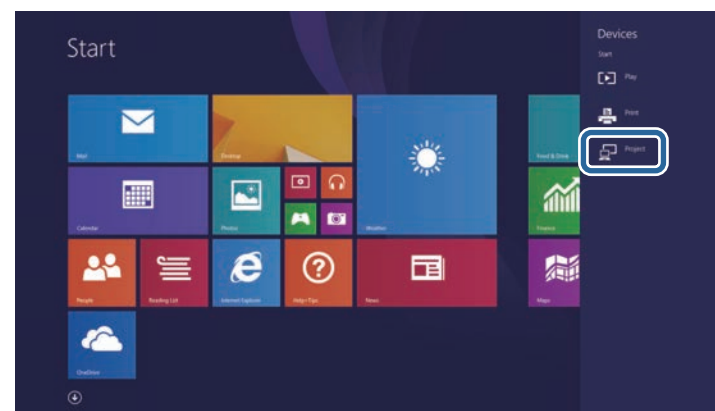 Start
Mail
Desktop
Calendar
Photos
Weather
People
Reading List
Internet Explorer
Help+Tips
News
OneDrive
Food & Drink
Finance
Maps
Devices
Start
Play
Print
Project